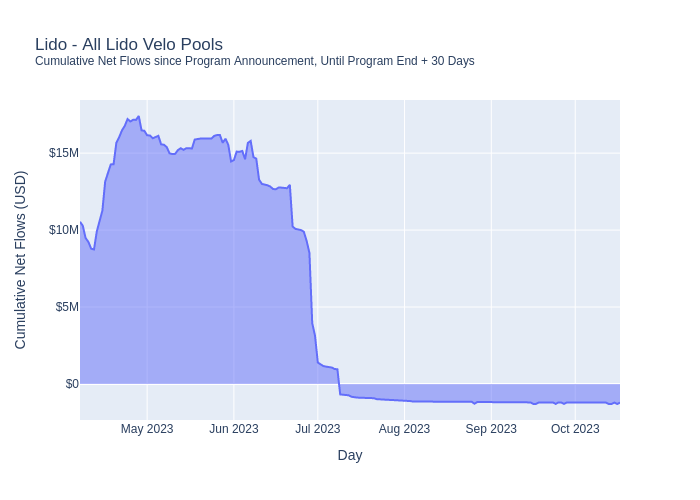 Lido - All Lido Velo Pools
Cumulative Net Flows since Program Announcement, Until Program End + 30 Days
Cumulative Net Flows (USD)
$15M
$10M
$5M
$0
May 2023
Jun 2023
Jul 2023
Aug 2023
Sep 2023
Oct 2023
Day